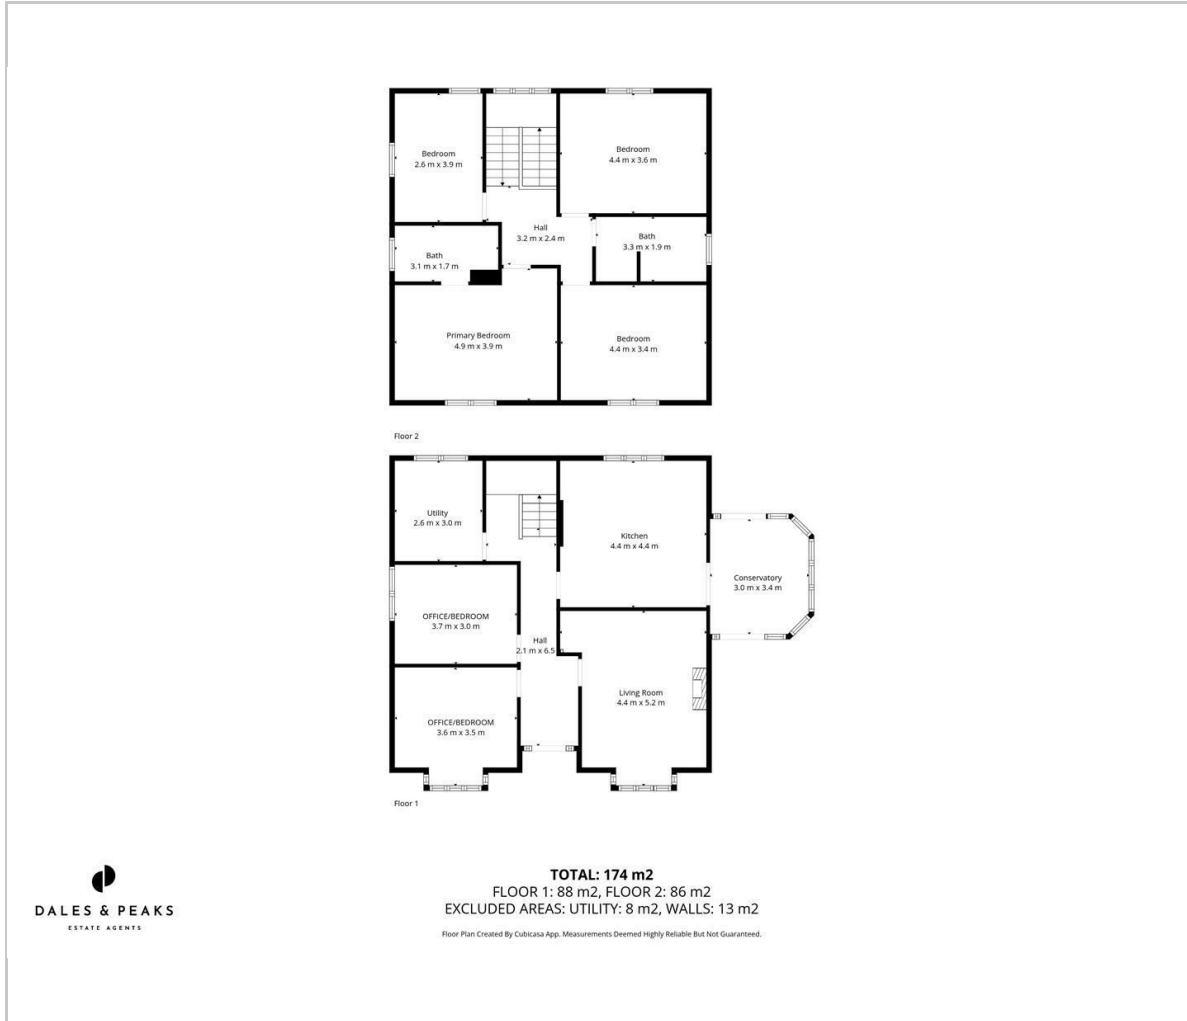 Bedroom
2.6 m x 3.9 m
Bedroom
4.4 m x 3.6 m
Hall
3.2 m x 2.4 m
Bath
3.3 m x 1.9 m
Bath
3.1 m x 1.7 m
Primary Bedroom
4.9 m x 3.9 m
Bedroom
4.4 m x 3.4 m
Floor 2
Utility
2.6 m x 3.0 m
Kitchen
4.4 m x 4.4 m
Conservatory
3.0 m x 3.4 m
OFFICE/BEDROOM
3.7 m x 3.0 m
Hall
2.1 m x 6.5 m
Living Room
4.4 m x 5.2 m
OFFICE/BEDROOM
3.6 m x 3.5 m
Floor 1
DALES & PEAKS
ESTATE AGENTS
TOTAL: 174 m2
FLOOR 1: 88 m2, FLOOR 2: 86 m2
EXCLUDED AREAS: UTILITY: 8 m2, WALLS: 13 m2
Floor Plan Created By Cubicasa App. Measurements Deemed Highly Reliable But Not Guaranteed.